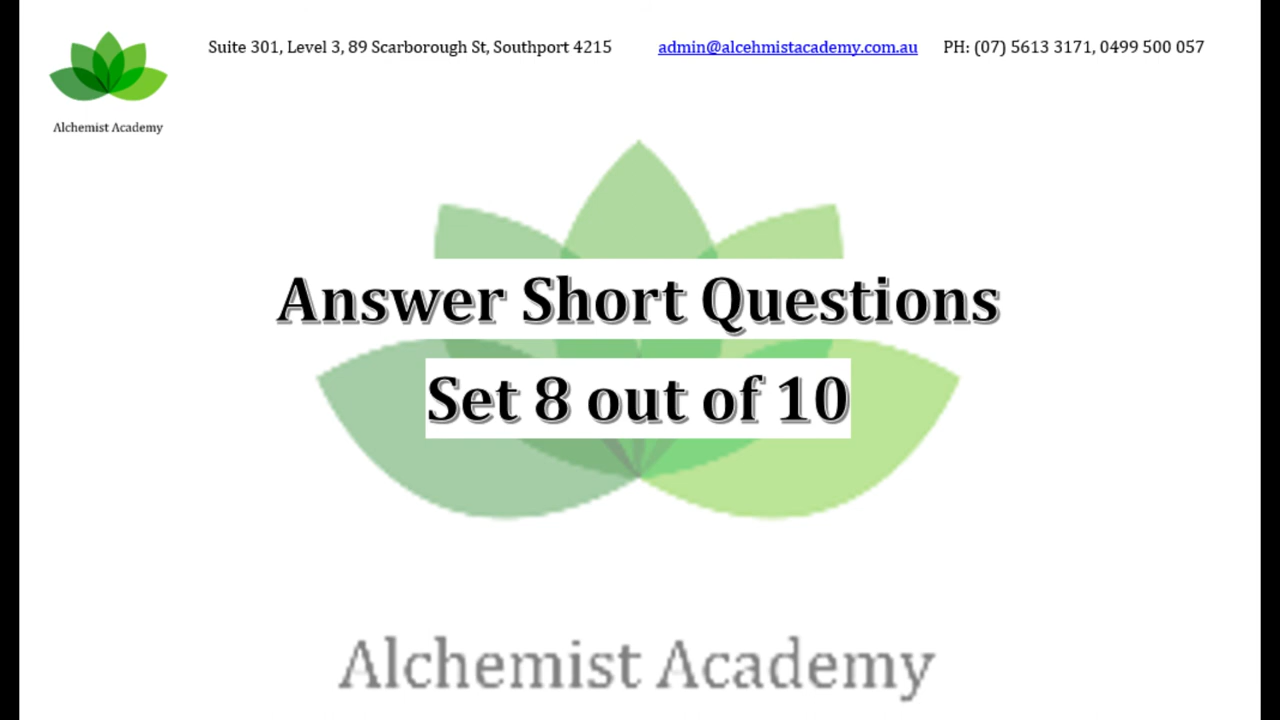 Suite 301, Level 3, 89 Scarborough St, Southport 4215 admin@alcehmistacademy.com.au PH: (07) 5613 3171, 0499 500 057
Alchemist Academy
Answer Short Questions
Set 8 out of 10
Alchemist Academy